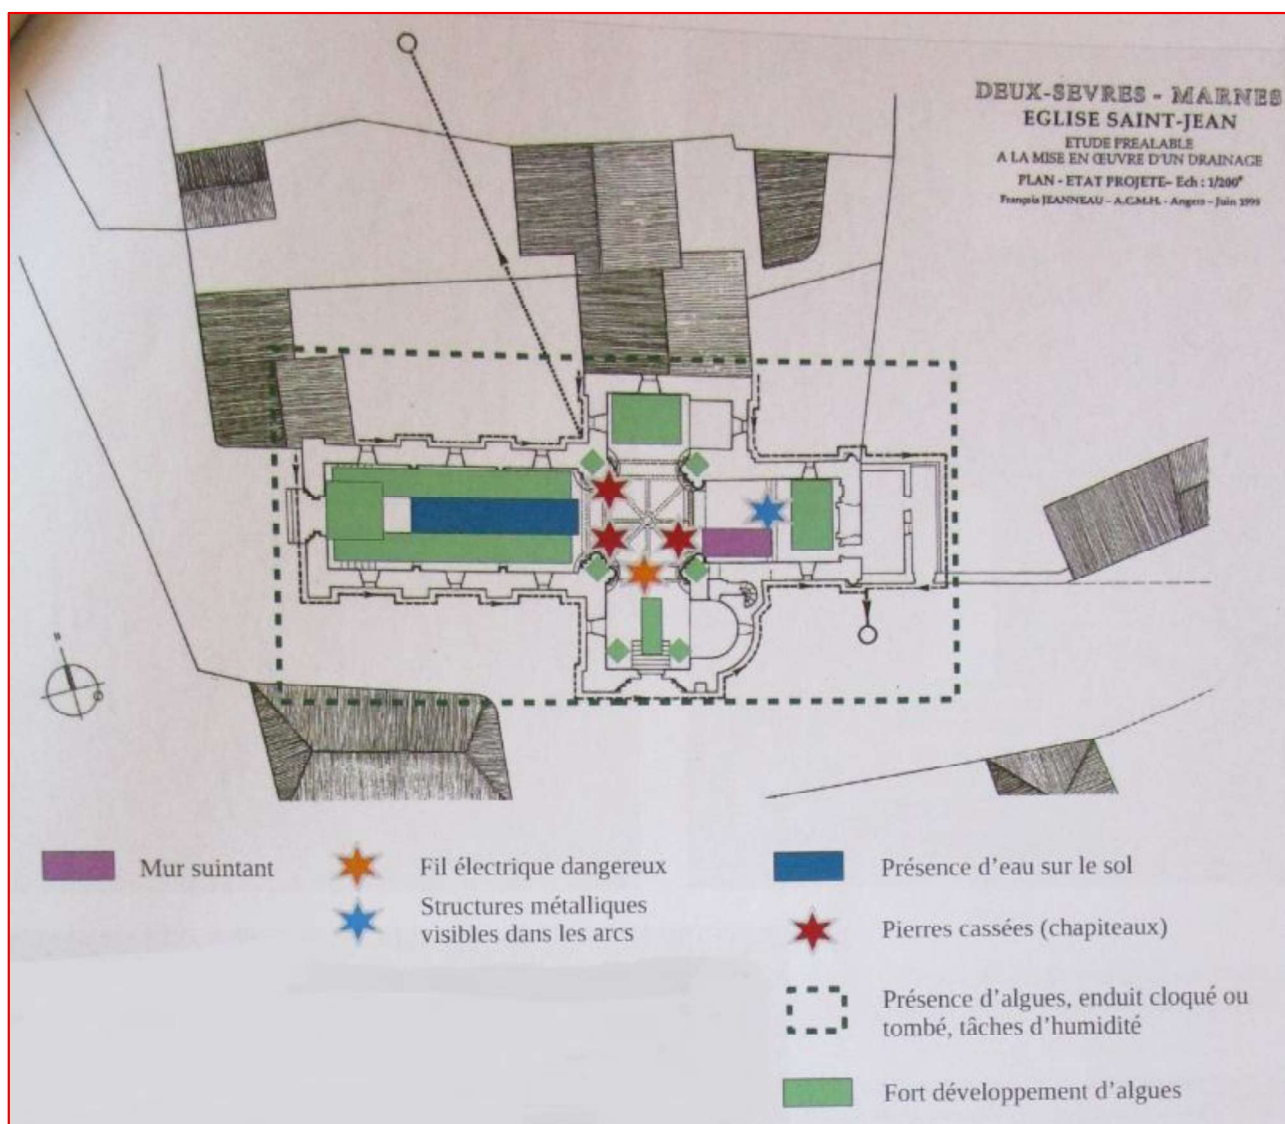 DEUX-SEVRES - MARNES
EGLISE SAINT-JEAN
ETUDE PREALABLE
A LA MISE EN ŒUVRE D'UN DRAINAGE
PLAN - ETAT PROJETE- Ech : 1/200°
François JEANNEAU - A.C.M.H. - Angers - Juin 1999
Mur suintant
Fil électrique dangereux
Structures métalliques
visibles dans les arcs
Présence d'eau sur le sol
Pierres cassées (chapiteaux)
Présence d'algues, enduit cloqué ou
tombé, tâches d'humidité
Fort développement d'algues